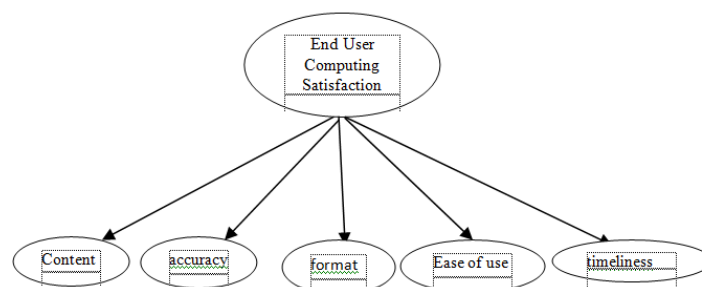 End User
Computing
Satisfaction
Content
accuracy
format
Ease of use
timeliness